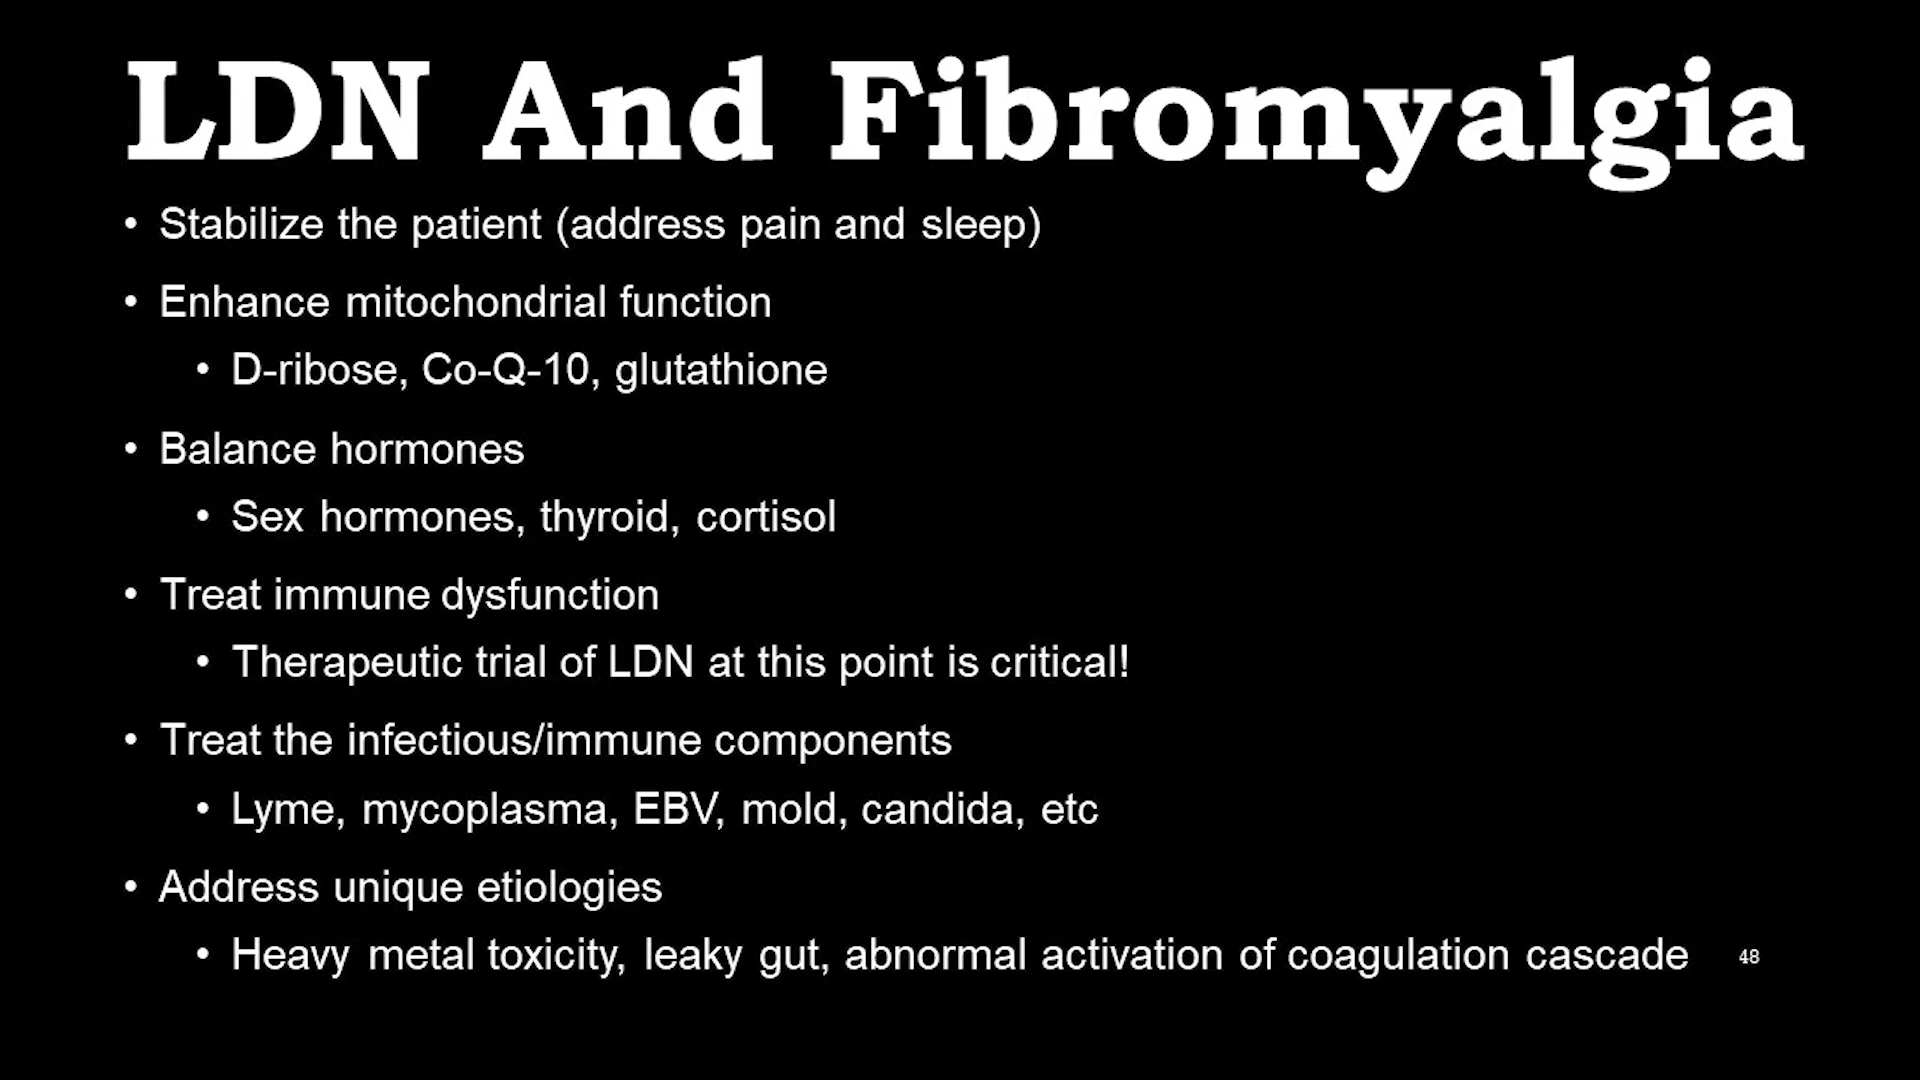 LDN And Fibromyalgia
• Stabilize the patient (address pain and sleep)
• Enhance mitochondrial function
• D-ribose, Co-Q-10, glutathione
• Balance hormones
• Sex hormones, thyroid, cortisol
• Treat immune dysfunction
• Therapeutic trial of LDN at this point is critical!
• Treat the infectious/immune components
• Lyme, mycoplasma, EBV, mold, candida, etc
• Address unique etiologies
• Heavy metal toxicity, leaky gut, abnormal activation of coagulation cascade
48